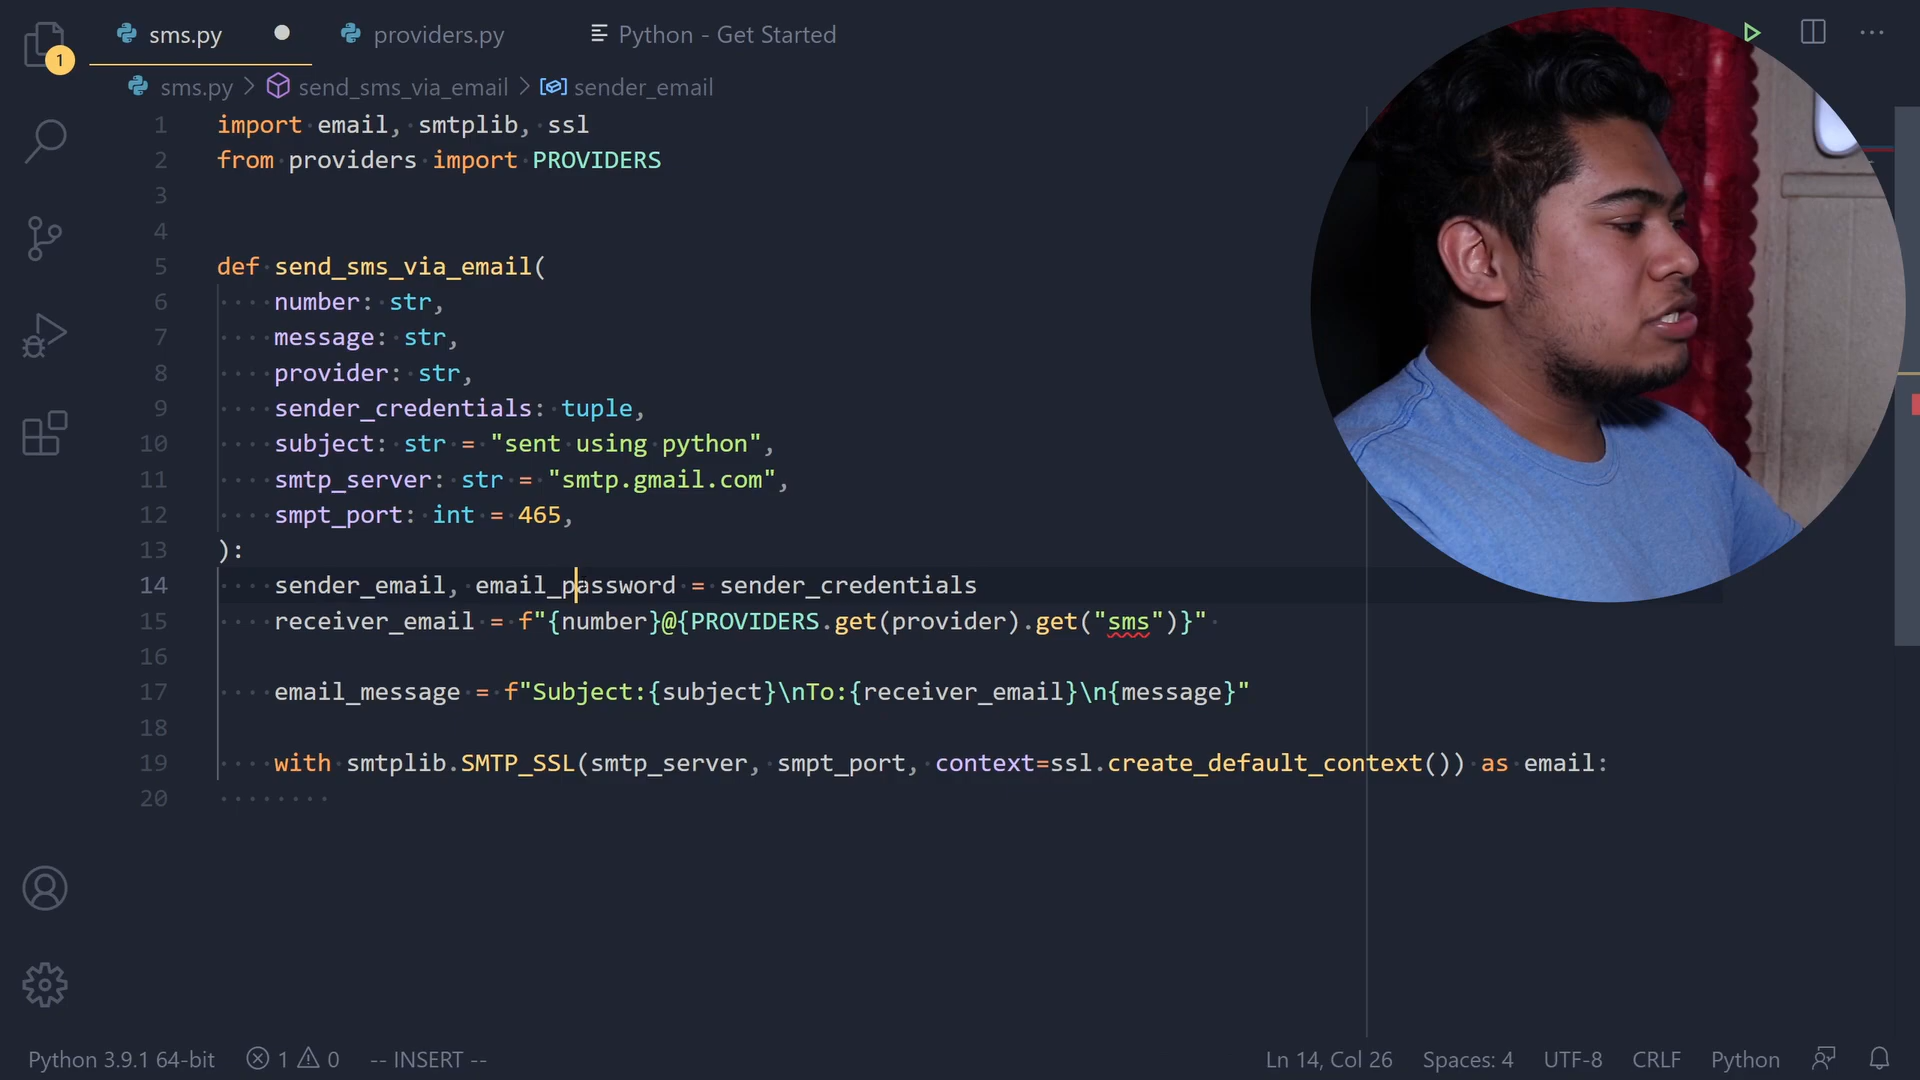 sms.py
providers.py
Python - Get Started
1
sms.py > send_sms_via_email > sender_email
1 import email, smtplib, ssl
2 from providers import PROVIDERS
3
4
5 def send_sms_via_email(
6 number: str,
7 message: str,
8 provider: str,
9 sender_credentials: tuple,
10 subject: str = "sent using python",
11 smtp_server: str = "smtp.gmail.com",
12 smpt_port: int = 465,
13 ):
14 sender_email, email_password = sender_credentials
15 receiver_email = f"{number}@{PROVIDERS.get(provider).get("sms")}"
16
17 email_message = f"Subject:{subject}\nTo:{receiver_email}\n{message}"
18
19 with smtplib.SMTP_SSL(smtp_server, smpt_port, context=ssl.create_default_context()) as email:
20
Python 3.9.1 64-bit 1 0 -- INSERT -- Ln 14, Col 26 Spaces: 4 UTF-8 CRLF Python